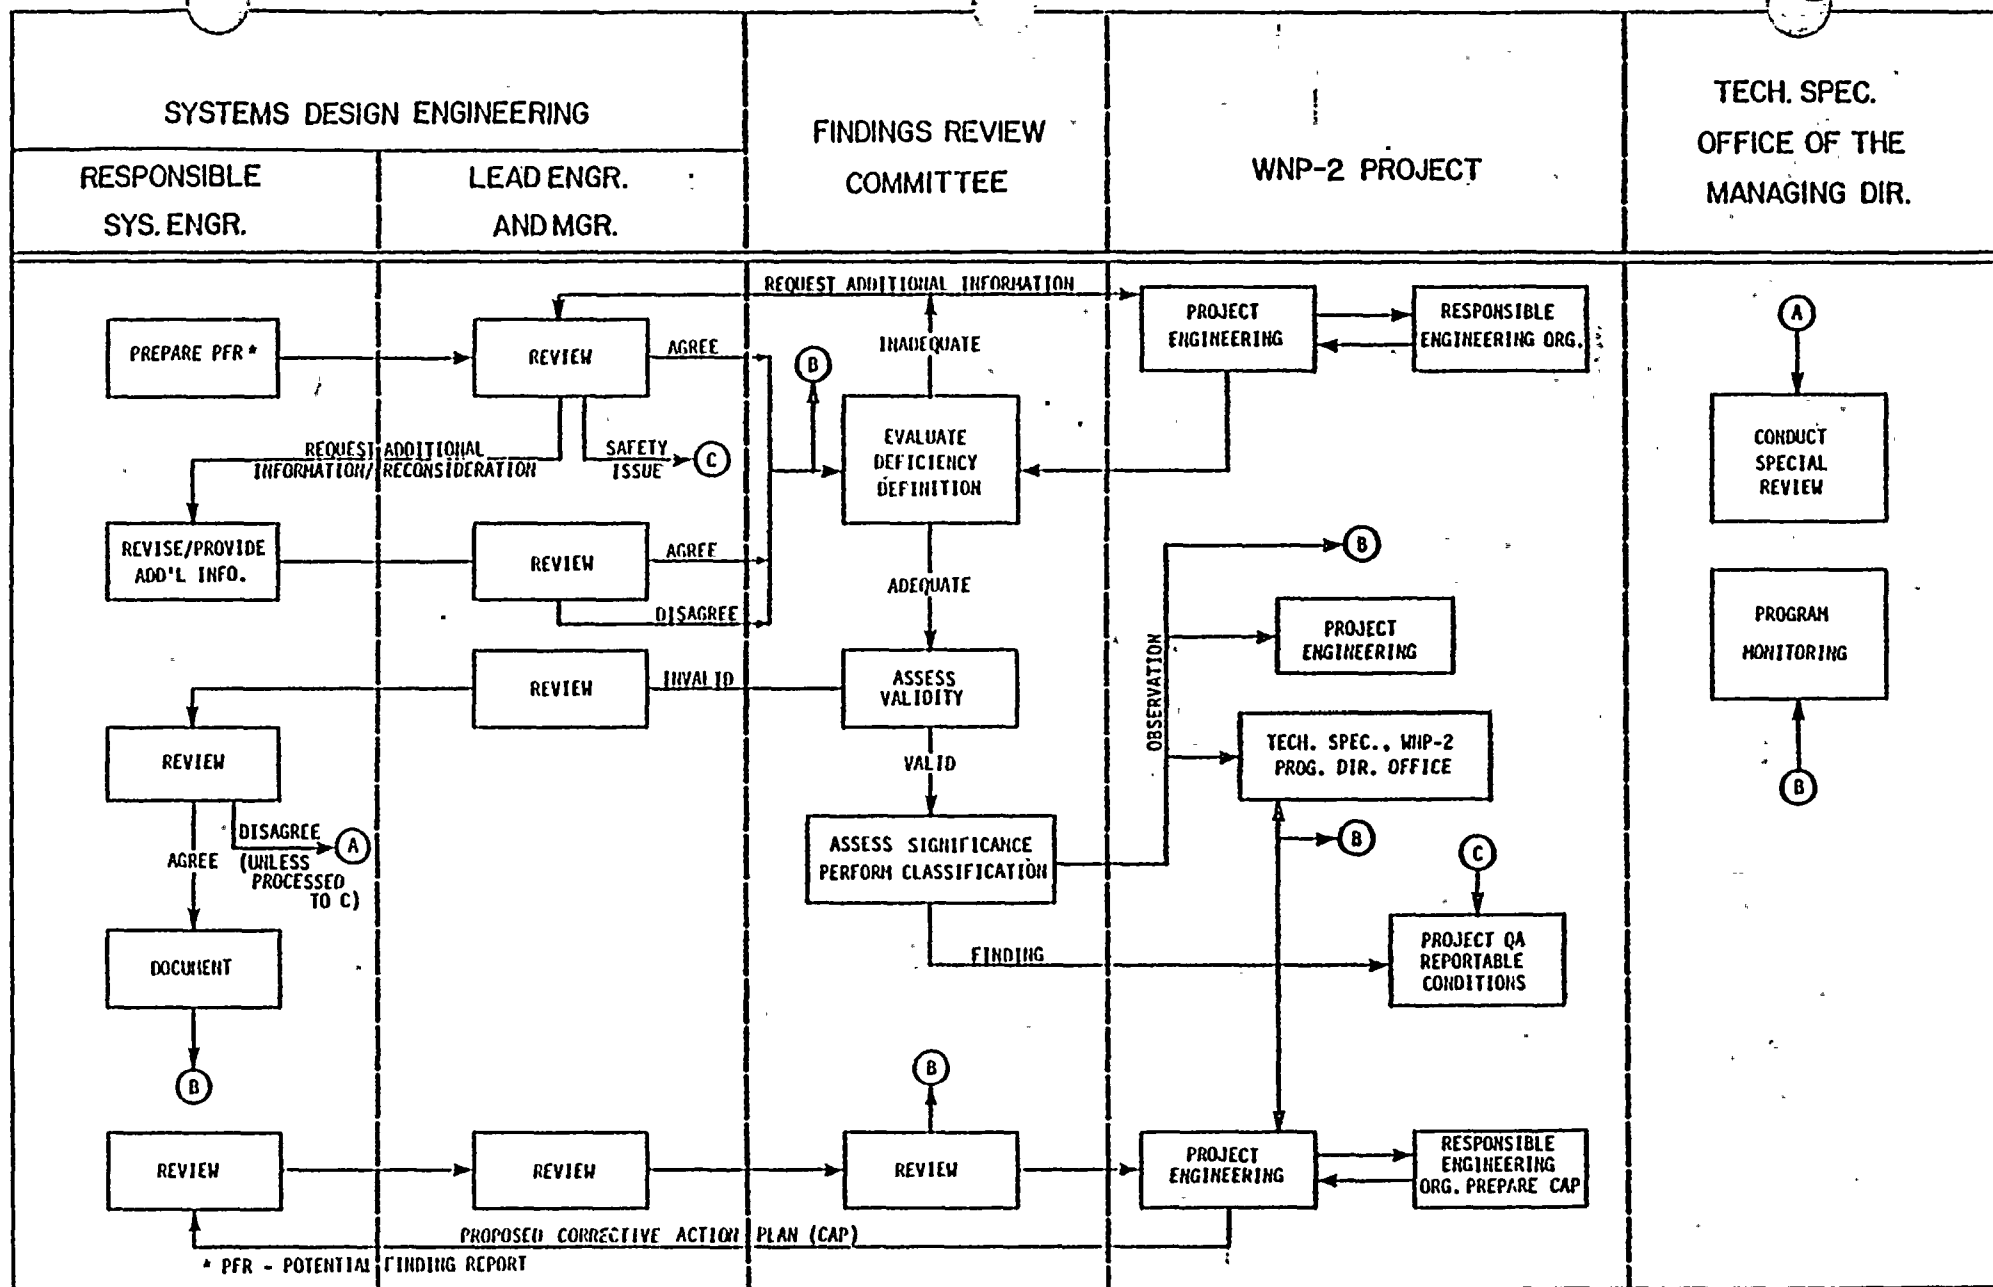 SYSTEMS DESIGN ENGINEERING
RESPONSIBLE
SYS. ENGR.
LEAD ENGR.
AND MGR.
FINDINGS REVIEW
COMMITTEE
WNP-2 PROJECT
TECH. SPEC.
OFFICE OF THE
MANAGING DIR.
REQUEST ADDITIONAL INFORMATION
PREPARE PFR *
REVIEW
AGREE
B
INADEQUATE
PROJECT
ENGINEERING
RESPONSIBLE
ENGINEERING ORG.
A
REQUEST ADDITIONAL
INFORMATION/ RECONSIDERATION
SAFETY
ISSUE
C
EVALUATE
DEFICIENCY
DEFINITION
CONDUCT
SPECIAL
REVIEW
REVISE/PROVIDE
ADD'L INFO.
REVIEW
AGREE
DISAGREE
ADEQUATE
B
PROJECT
ENGINEERING
PROGRAM
MONITORING
B
REVIEW
INVALID
ASSESS
VALIDITY
OBSERVATION
REVIEW
VALID
TECH. SPEC., WNP-2
PROG. DIR. OFFICE
AGREE
DISAGREE
(UNLESS
PROCESSED
TO C)
A
ASSESS SIGNIFICANCE
PERFORM CLASSIFICATION
B
C
DOCUMENT
FINDING
PROJECT QA
REPORTABLE
CONDITIONS
B
B
REVIEW
REVIEW
REVIEW
PROJECT
ENGINEERING
RESPONSIBLE
ENGINEERING
ORG. PREPARE CAP
PROPOSED CORRECTIVE ACTION PLAN (CAP)
* PFR - POTENTIAL FINDING REPORT